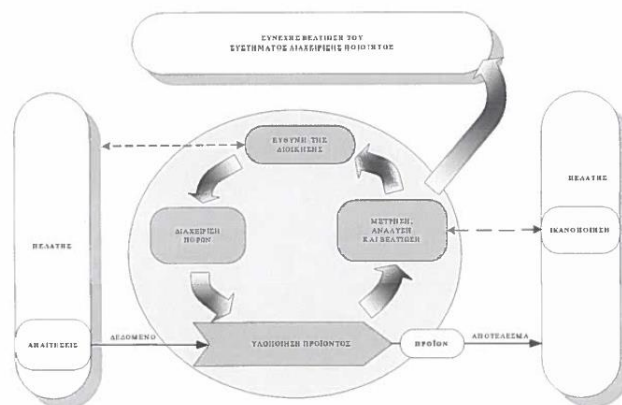 ΣΥΝΕΧΗΣ ΒΕΛΤΙΩΣΗ ΤΟΥ
ΣΥΣΤΗΜΑΤΟΣ ΔΙΑΧΕΙΡΙΣΗΣ ΠΟΙΟΤΗΤΟΣ
ΕΥΘΥΝΗ ΤΗΣ
ΔΙΟΙΚΗΣΗΣ
ΠΕΛΑΤΗΣ
ΔΙΑΧΕΙΡΙΣΗ
ΠΟΡΩΝ
ΜΕΤΡΗΣΗ,
ΑΝΑΛΥΣΗ
ΚΑΙ ΒΕΛΤΙΩΣΗ
ΙΚΑΝΟΠΟΙΗΣΗ
ΠΕΛΑΤΗΣ
ΑΠΑΙΤΗΣΕΙΣ
ΔΕΔΟΜΕΝΟ
ΥΛΟΠΟΙΗΣΗ ΠΡΟΪΟΝΤΟΣ
ΠΡΟΪΟΝ
ΑΠΟΤΕΛΕΣΜΑ